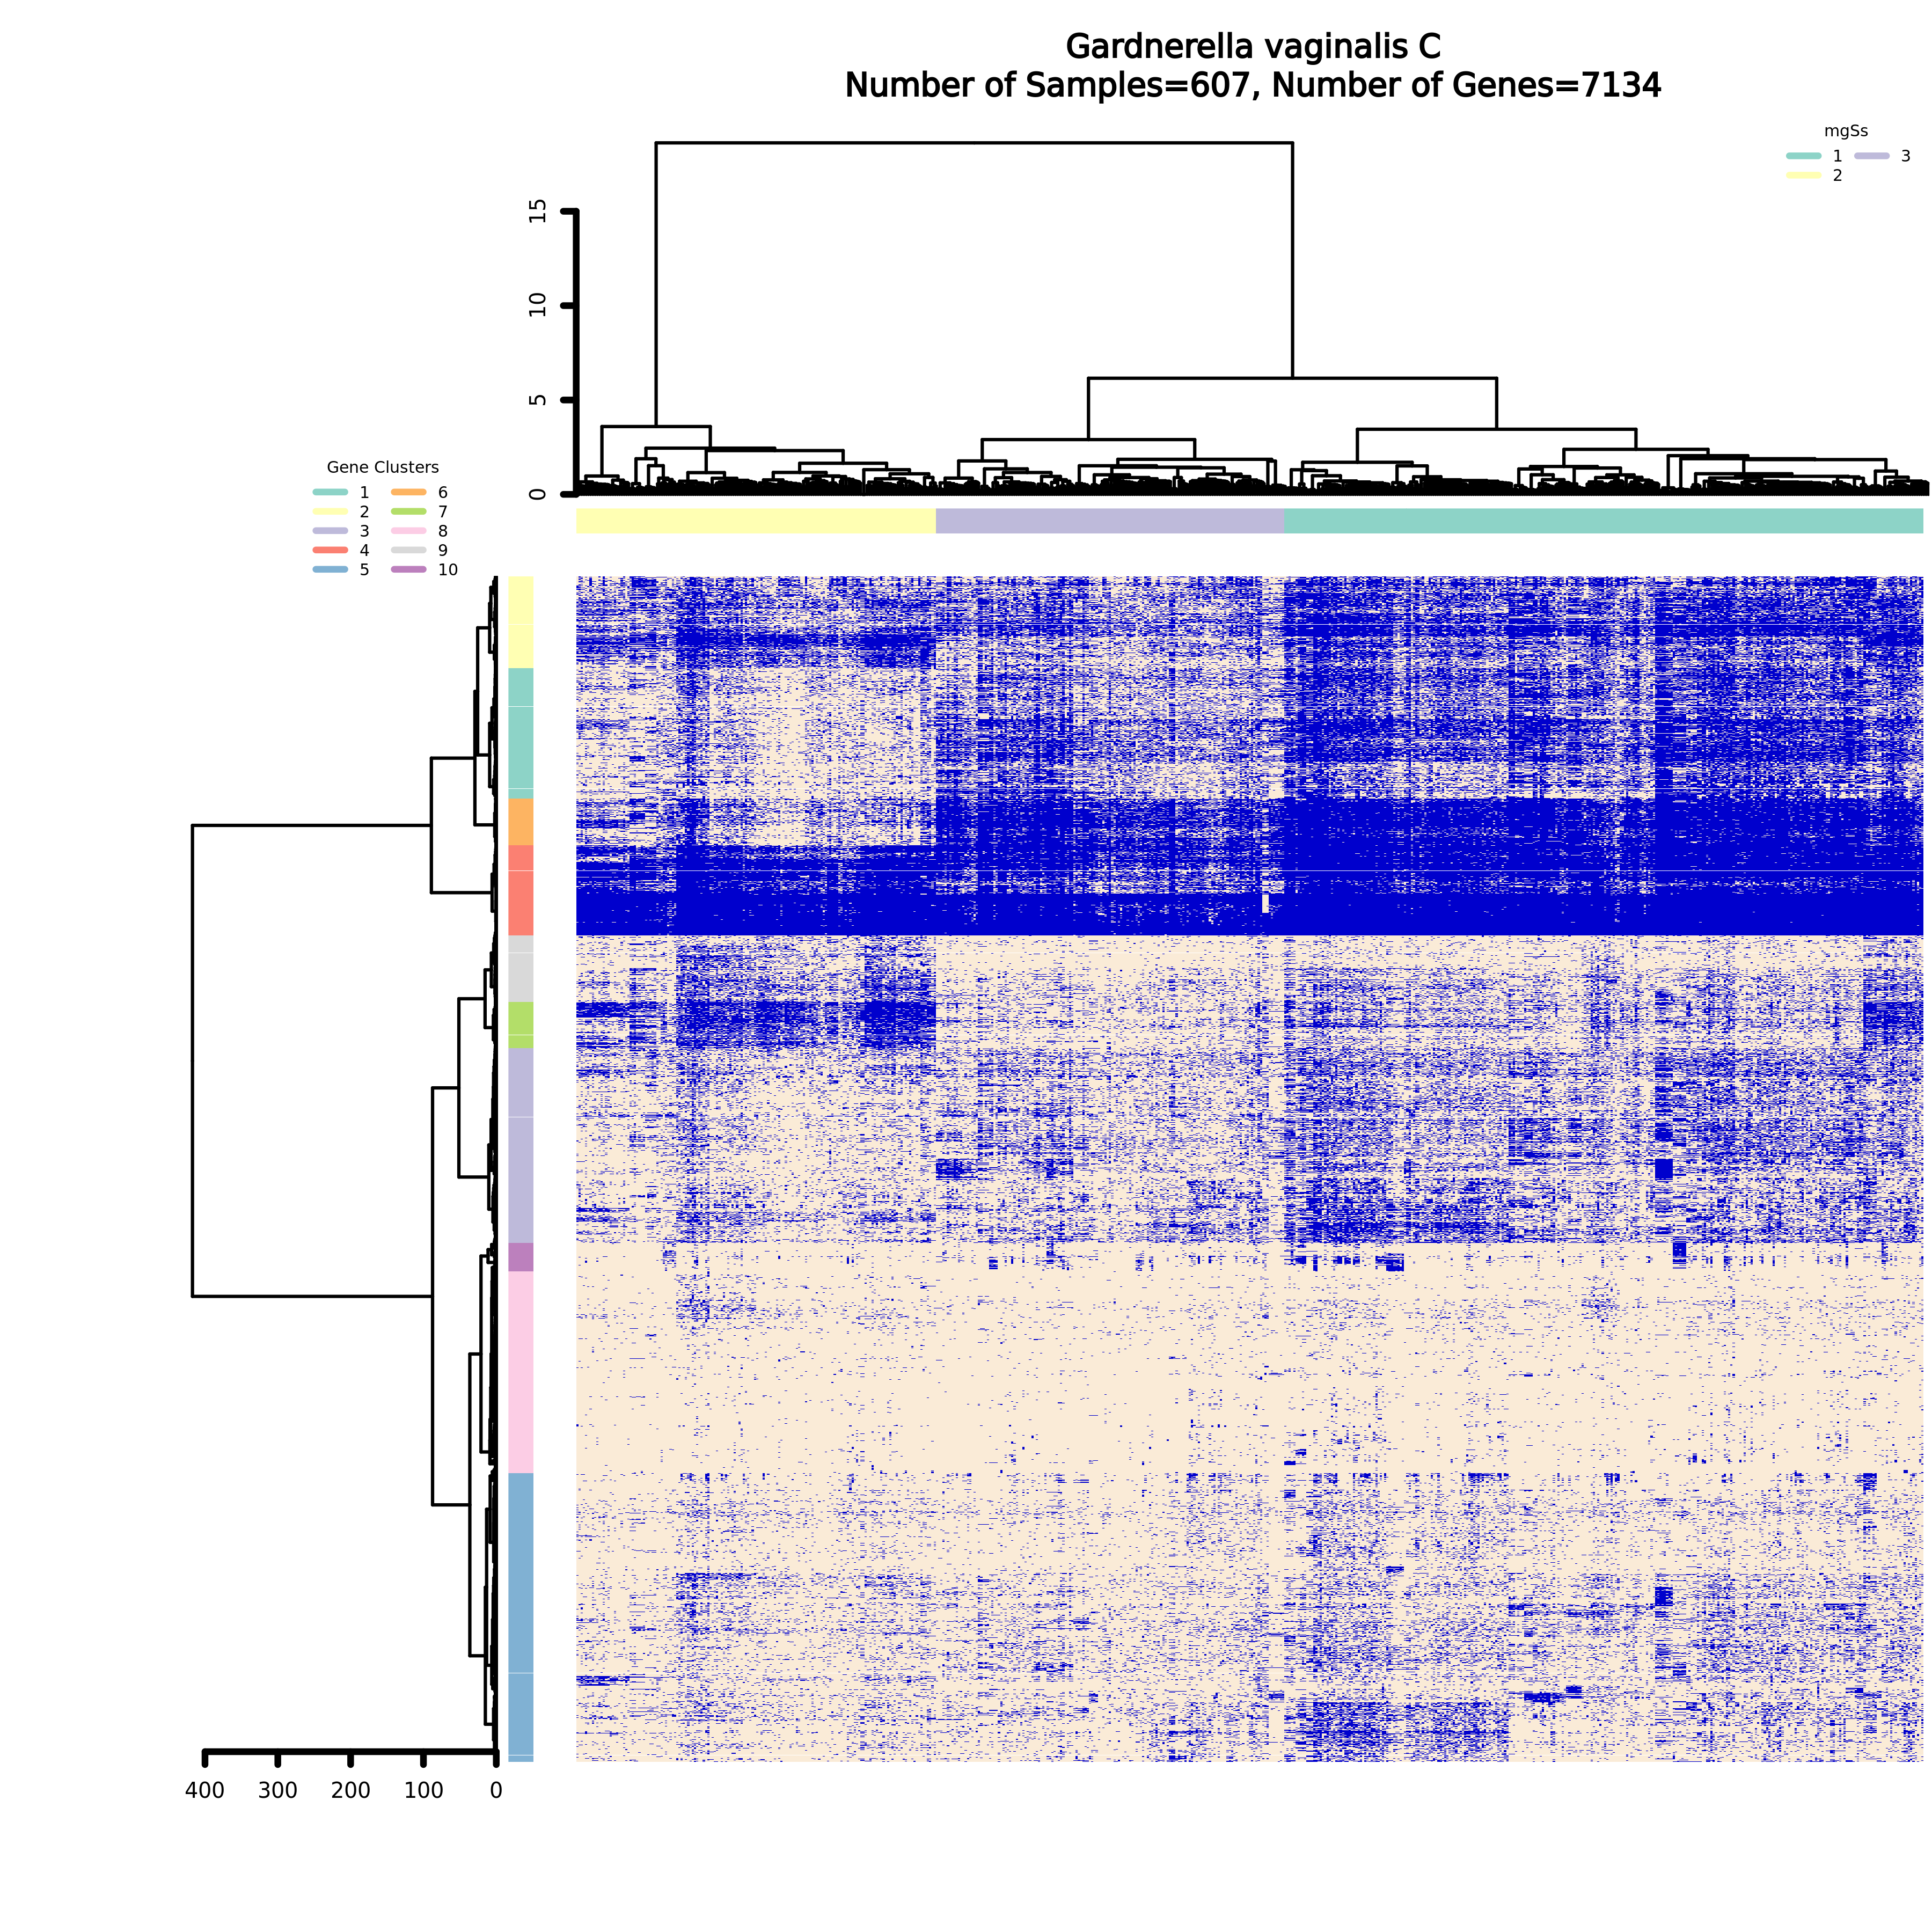 Gardnerella vaginalis C
Number of Samples=607, Number of Genes=7134
mgSs
1 3
2
15
10
5
0
Gene Clusters
1 6
2 7
3 8
4 9
5 10
400 300 200 100 0